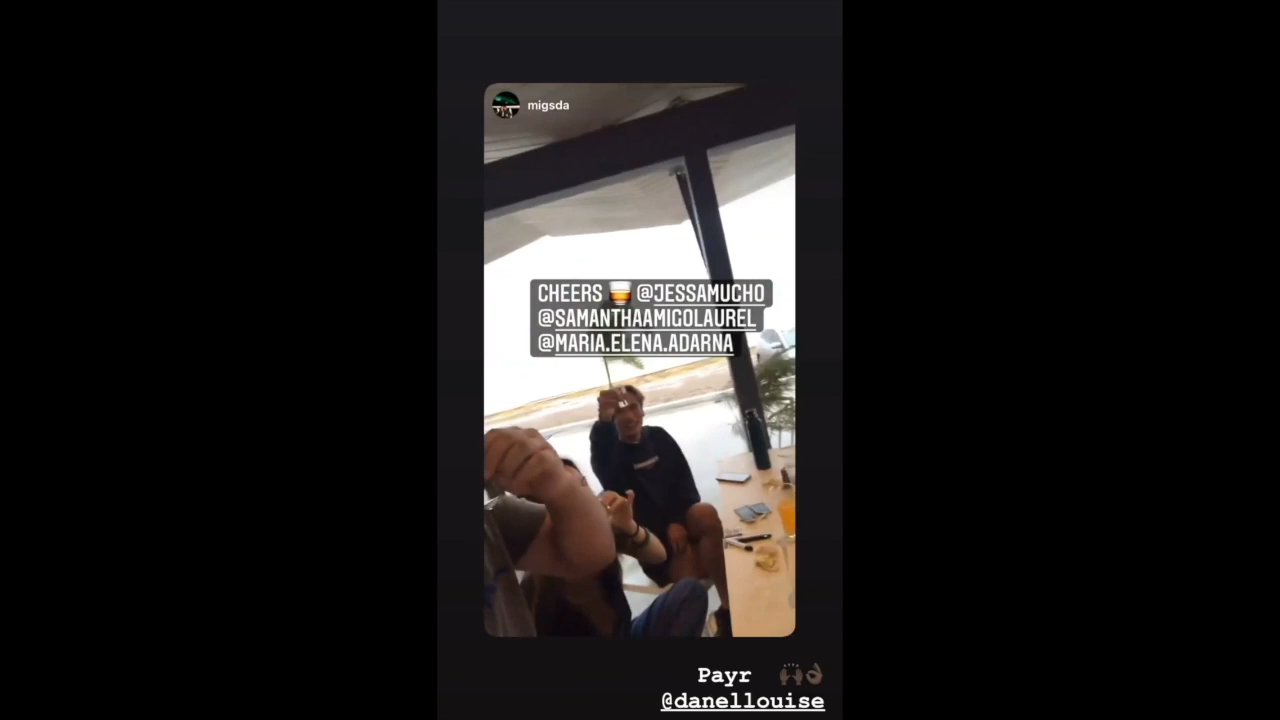 migsda
CHEERS 🥃 @JESSAMUCHO
@SAMANTHAAMIGOLAUREL
@MARIA.ELENA.ADARNA
Payr 🙌🏿👌🏿
@danellouise